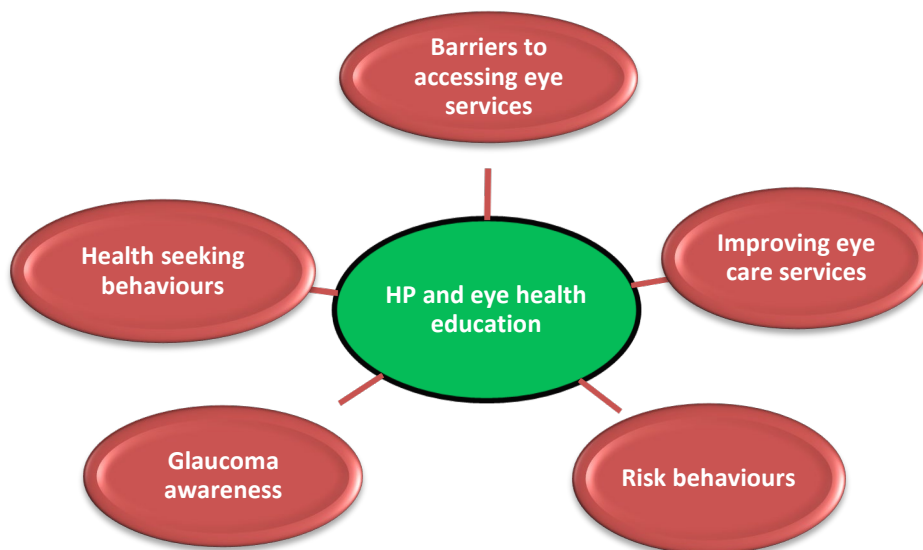 Barriers to
accessing eye
services
Health seeking
behaviours
Improving eye
care services
HP and eye health
education
Glaucoma
awareness
Risk behaviours